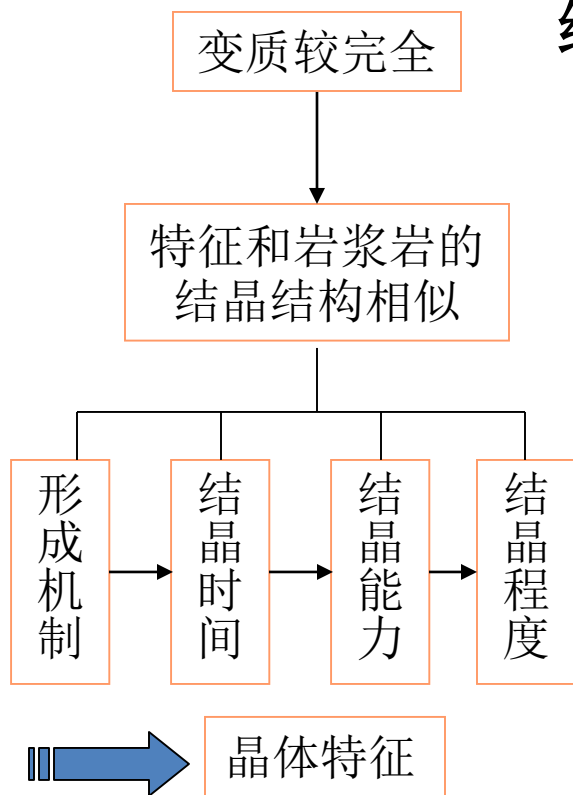 变质较完全
特征和岩浆岩的
结晶结构相似
形成机制
结晶时间
结晶能力
结晶程度
晶体特征